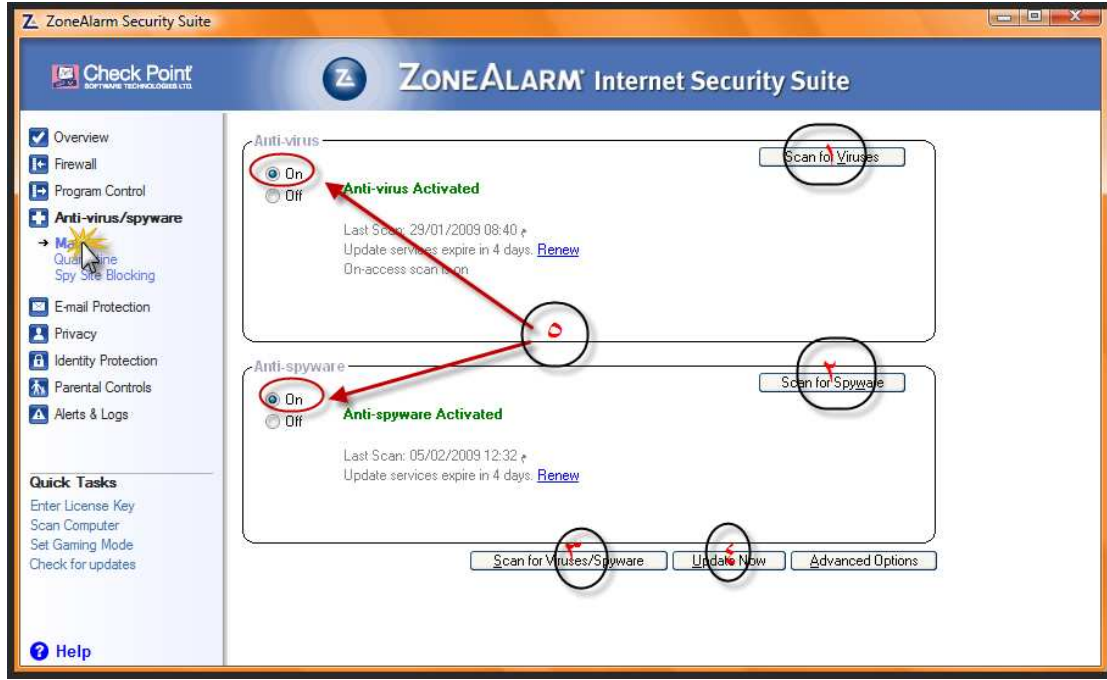 ZoneAlarm Security Suite
Check Point
SOFTWARE TECHNOLOGIES LTD.
ZONEALARM Internet Security Suite
Overview
Firewall
Program Control
Anti-virus/spyware
Spy Site Blocking
E-mail Protection
Privacy
Identity Protection
Parental Controls
Alerts & Logs
Quick Tasks
Enter License Key
Scan Computer
Set Gaming Mode
Check for updates
Help
Anti-virus
Scan for Viruses
١
On
Off
Anti-virus Activated
Last Scan: 29/01/2009 08:40 م
Update services expire in 4 days. Renew
On-access scan is on
٥
Anti-spyware
Scan for Spyware
٢
On
Off
Anti-spyware Activated
Last Scan: 05/02/2009 12:32 م
Update services expire in 4 days. Renew
Scan for Viruses/Spyware Update Now Advanced Options
٣ ٤